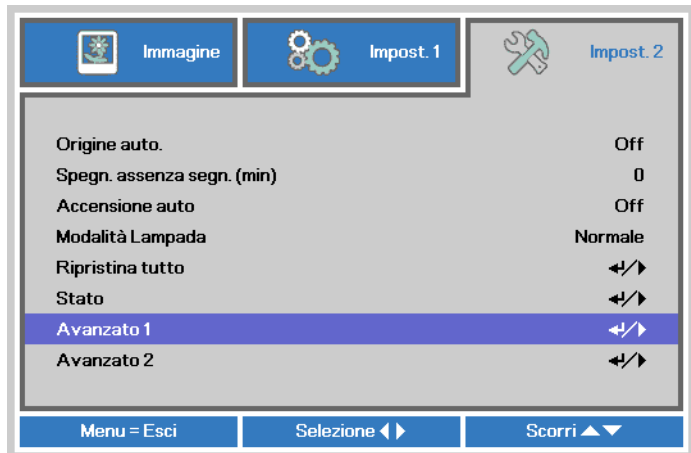 Immagine Impost. 1 Impost. 2
Origine auto. Off
Spegn. assenza segn. (min) 0
Accensione auto Off
Modalità Lampada Normale
Ripristina tutto
Stato
Avanzato 1
Avanzato 2
Menu = Esci Selezione Scorri